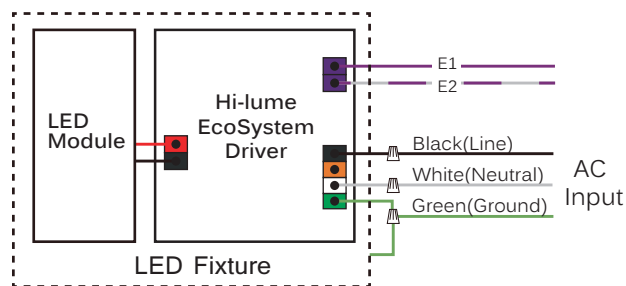 E1
E2
LED
Module
Hi-lume
EcoSystem
Driver
Black(Line)
White(Neutral)
Green(Ground)
AC
Input
LED Fixture